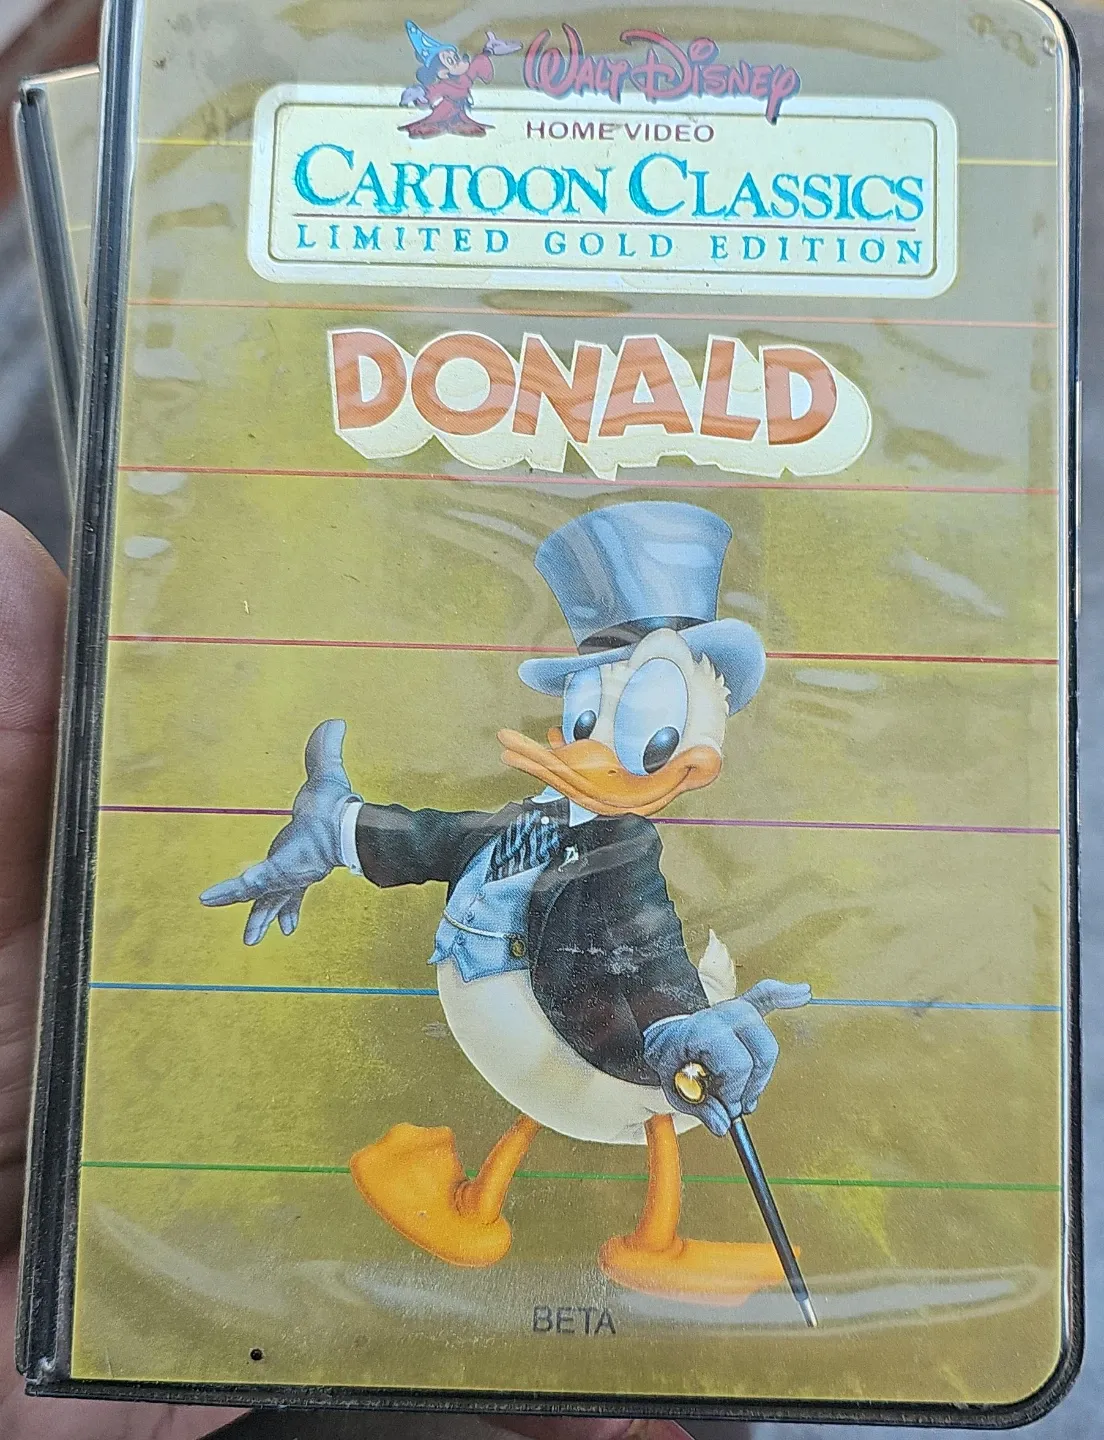 WALT DISNEY
HOME VIDEO
CARTOON CLASSICS
LIMITED GOLD EDITION
DONALD
BETA